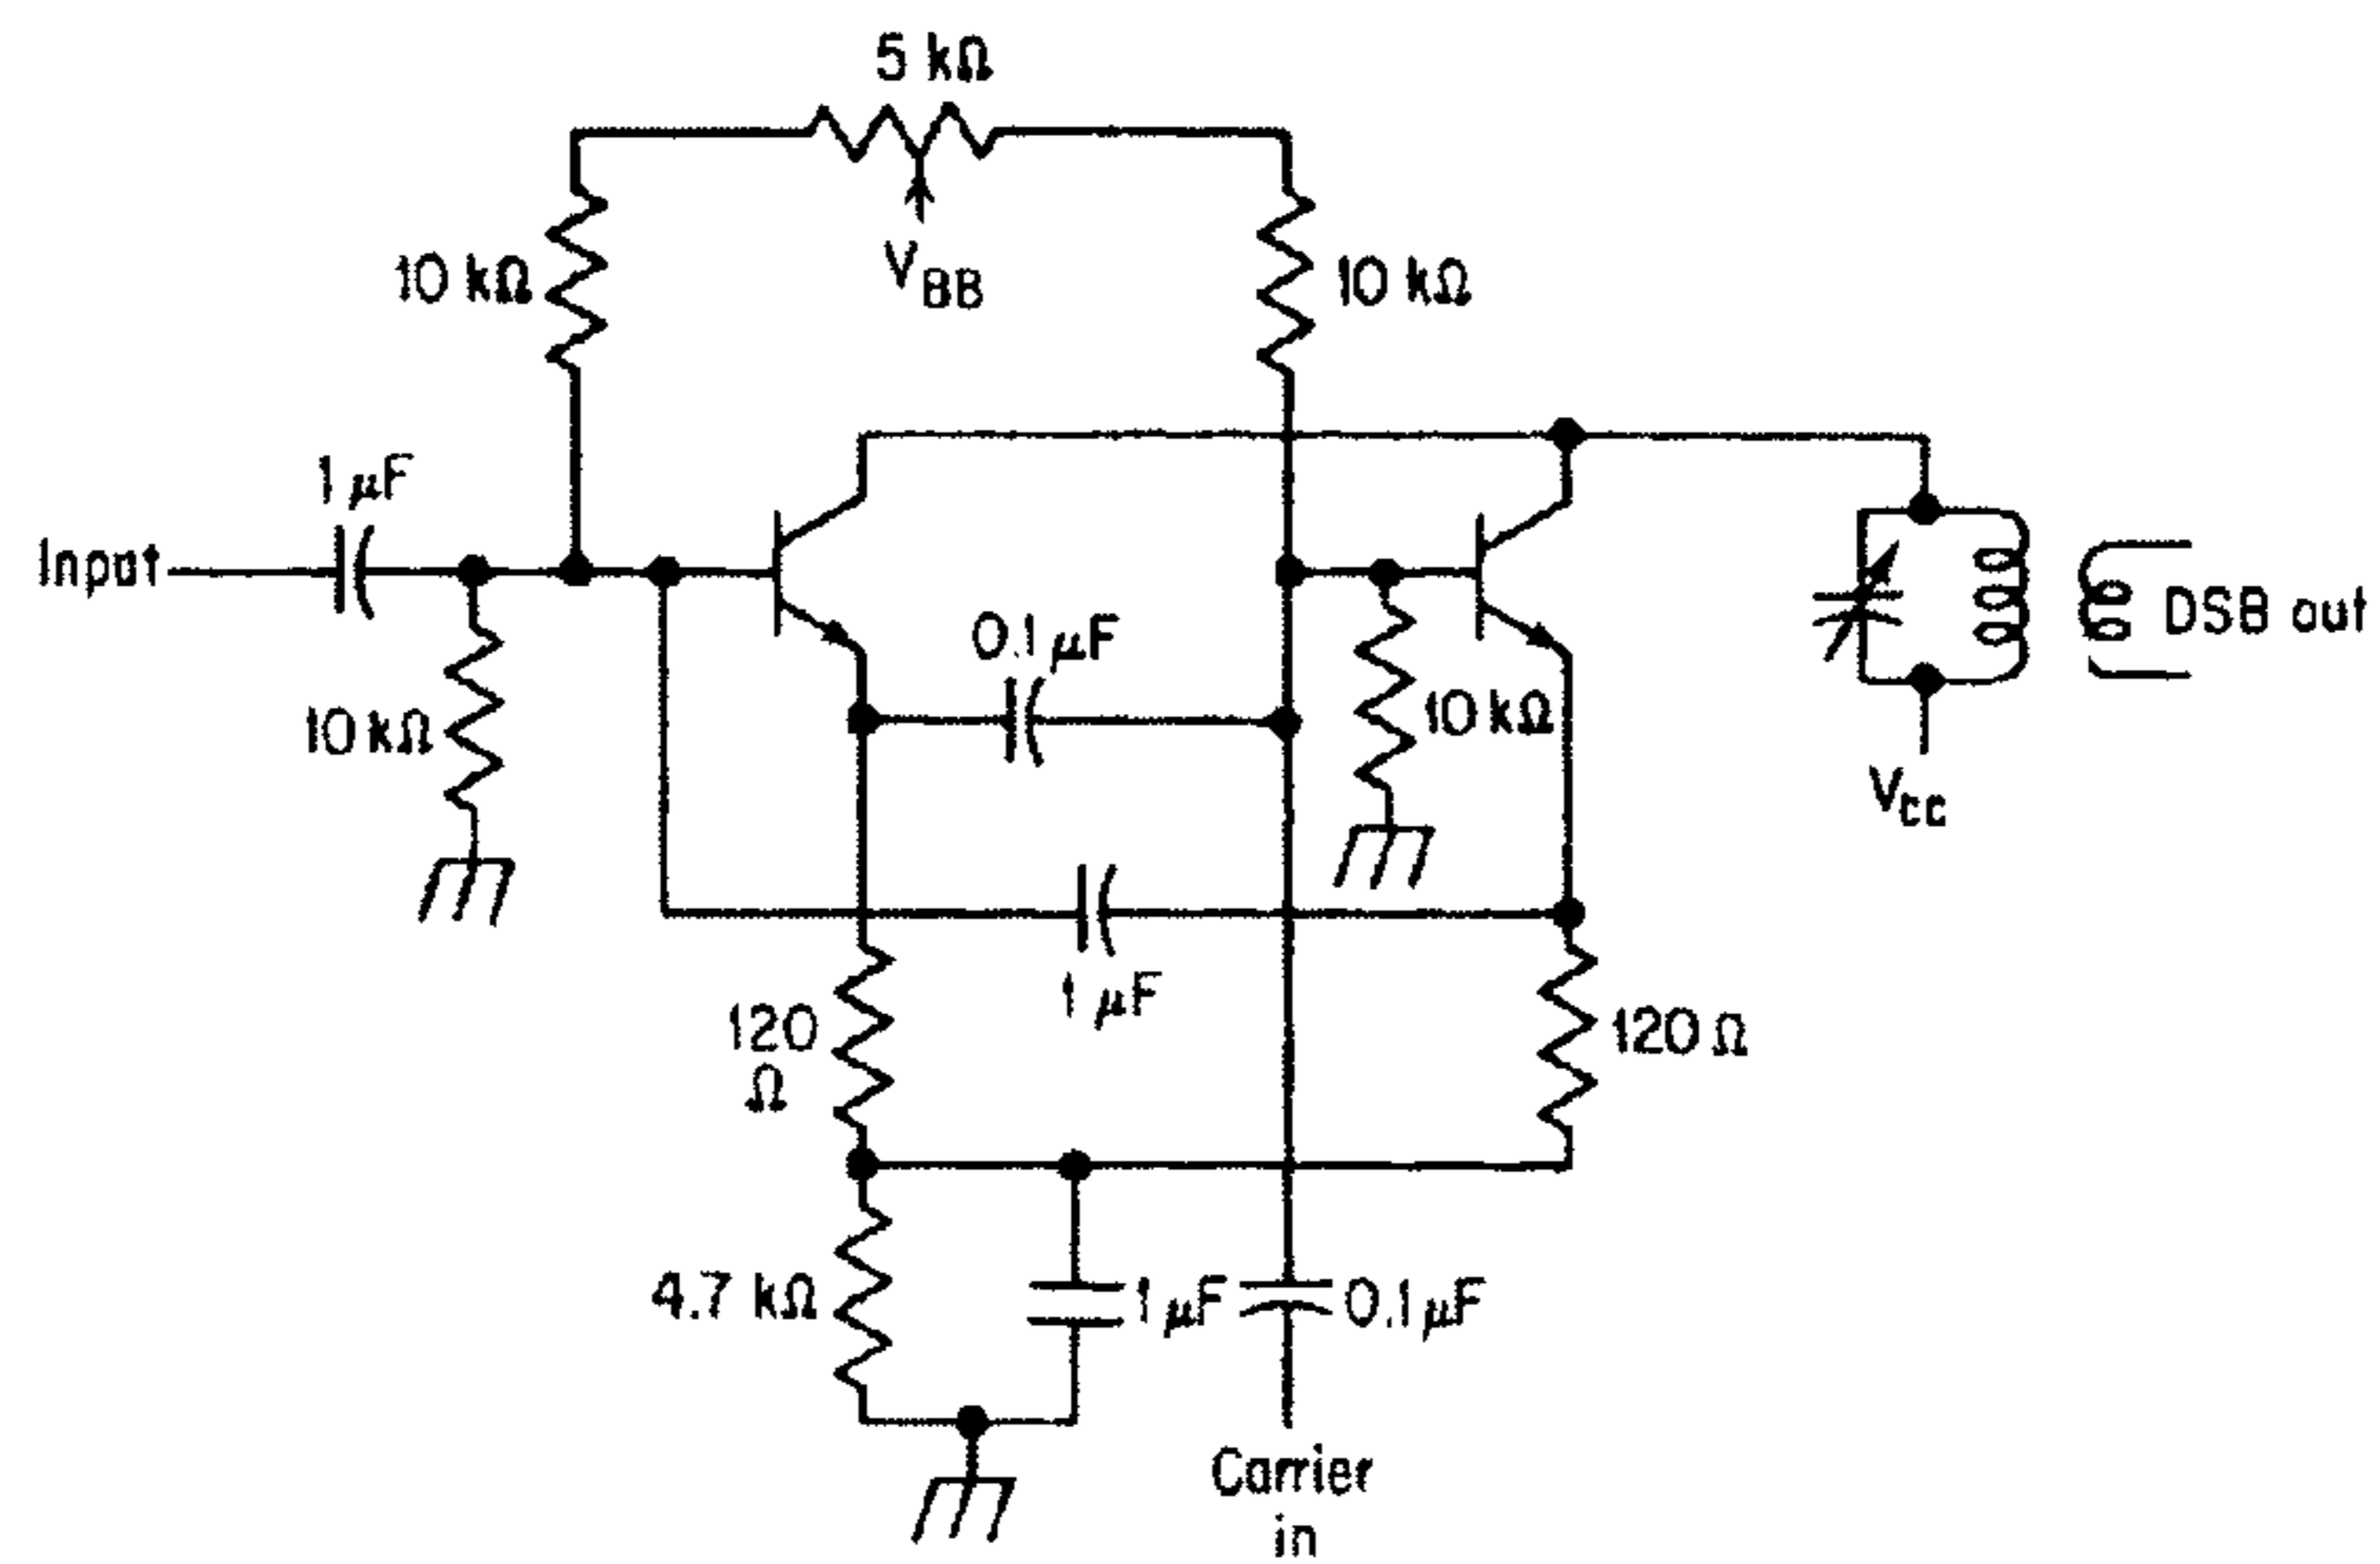 5 kΩ
10 kΩ
V_BB
10 kΩ
1 μF
Input
0.1 μF
DSB out
10 kΩ
10 kΩ
V_CC
1 μF
120
Ω
120 Ω
4.7 kΩ
1 μF
0.1 μF
Carrier
in